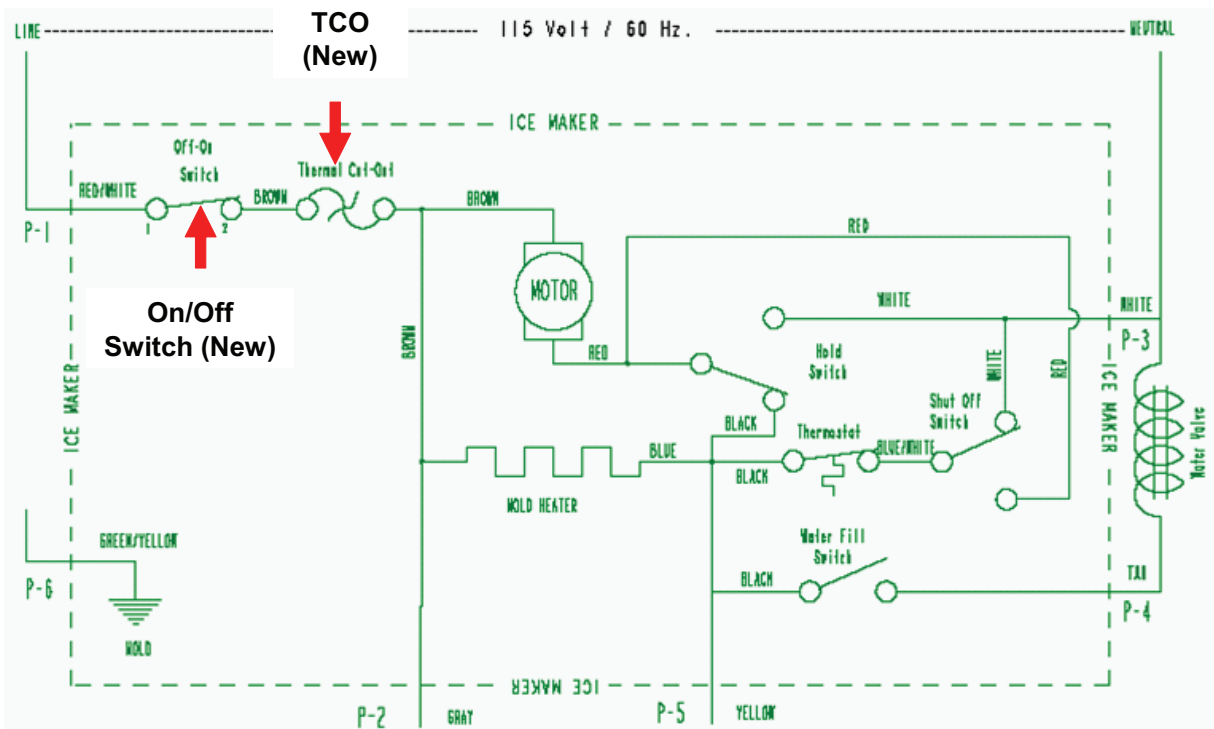 TCO
(New)
LINE
115 Volt / 60 Hz.
NEUTRAL
ICE MAKER
Off-On
Switch
Thermal Cut-Out
RED/WHITE
BROWN
BROWN
P-1
1
2
RED
On/Off
Switch (New)
MOTOR
WHITE
WHITE
P-3
BROWN
RED
Hold
Switch
WHITE
RED
ICE MAKER
ICE MAKER
Shut Off
Switch
BLACK
Thermostat
BLUE
BLUE/WHITE
BLACK
Water Valve
MOLD HEATER
GREEN/YELLOW
Water Fill
Switch
P-6
BLACK
TAN
P-4
MOLD
ICE MAKER
P-2
GRAY
P-5
YELLOW